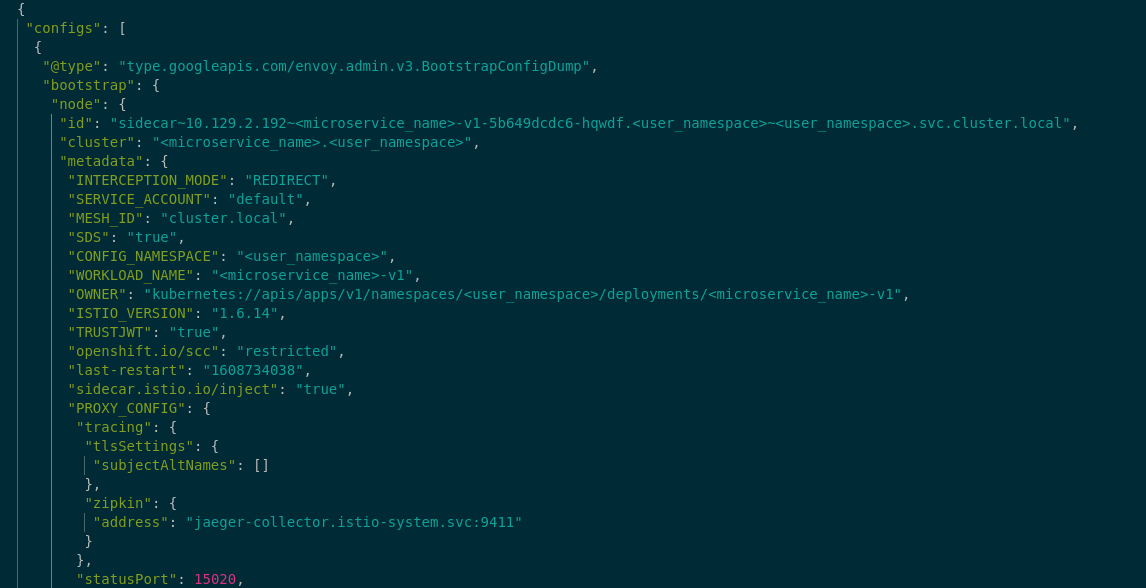 {
"configs": [
{
"@type": "type.googleapis.com/envoy.admin.v3.BootstrapConfigDump",
"bootstrap": {
"node": {
"id": "sidecar~10.129.2.192~<microservice_name>-v1-5b649dcdc6-hqwdf.<user_namespace>~<user_namespace>.svc.cluster.local",
"cluster": "<microservice_name>.<user_namespace>",
"metadata": {
"INTERCEPTION_MODE": "REDIRECT",
"SERVICE_ACCOUNT": "default",
"MESH_ID": "cluster.local",
"SDS": "true",
"CONFIG_NAMESPACE": "<user_namespace>",
"WORKLOAD_NAME": "<microservice_name>-v1",
"OWNER": "kubernetes://apis/apps/v1/namespaces/<user_namespace>/deployments/<microservice_name>-v1",
"ISTIO_VERSION": "1.6.14",
"TRUSTJWT": "true",
"openshift.io/scc": "restricted",
"last-restart": "1608734038",
"sidecar.istio.io/inject": "true",
"PROXY_CONFIG": {
"tracing": {
"tlsSettings": {
"subjectAltNames": []
},
"zipkin": {
"address": "jaeger-collector.istio-system.svc:9411"
}
},
"statusPort": 15020,